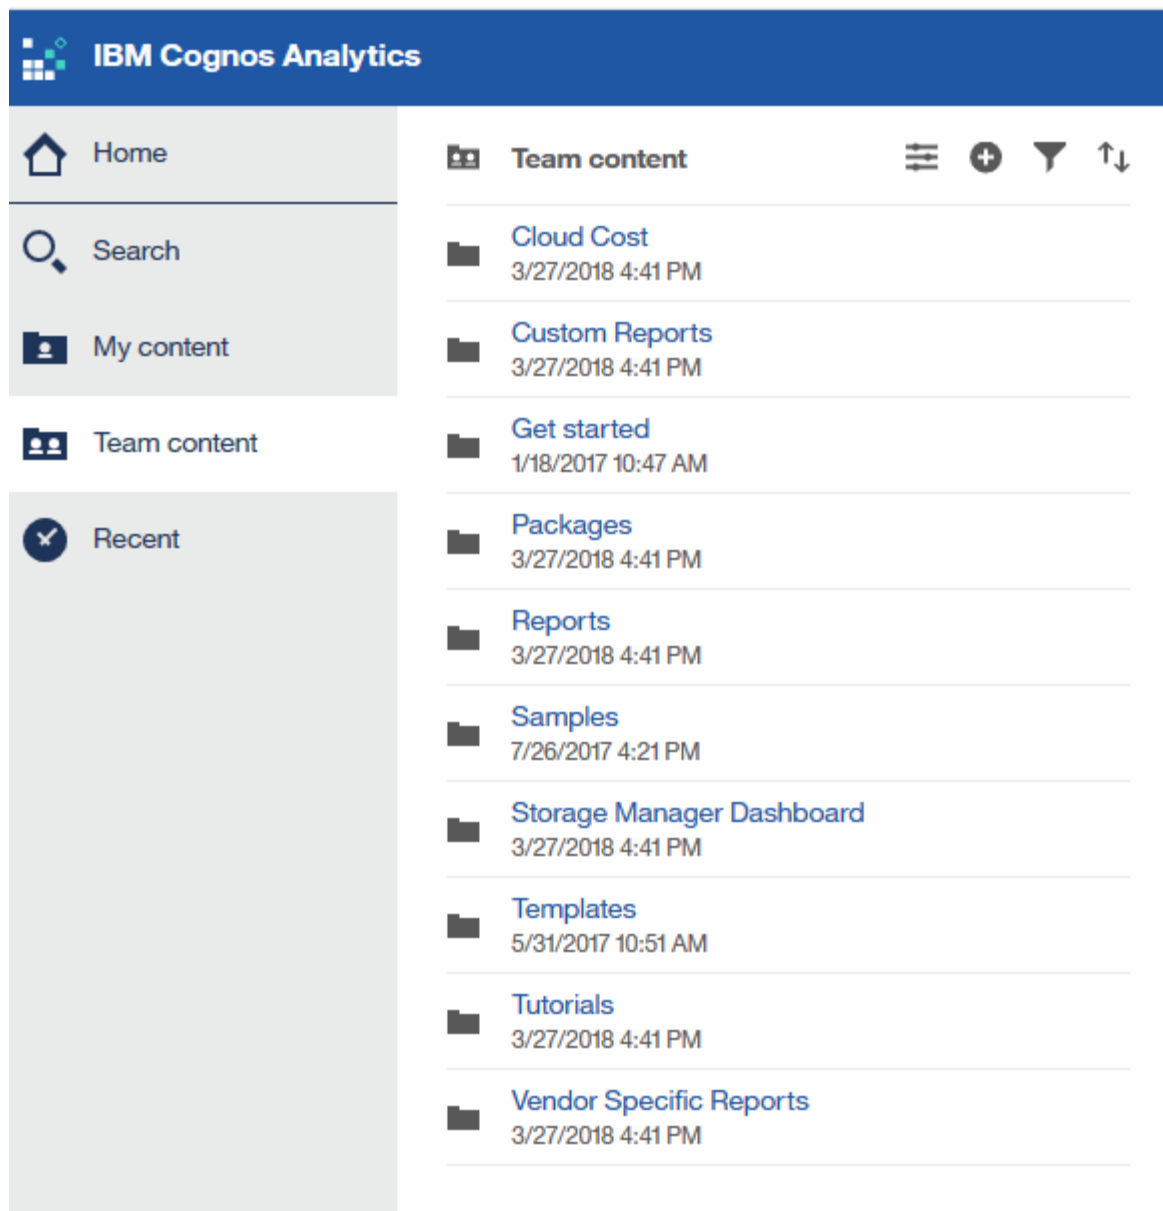 IBM Cognos Analytics
Home
Search
My content
Team content
Recent
Team content
Cloud Cost
3/27/2018 4:41 PM
Custom Reports
3/27/2018 4:41 PM
Get started
1/18/2017 10:47 AM
Packages
3/27/2018 4:41 PM
Reports
3/27/2018 4:41 PM
Samples
7/26/2017 4:21 PM
Storage Manager Dashboard
3/27/2018 4:41 PM
Templates
5/31/2017 10:51 AM
Tutorials
3/27/2018 4:41 PM
Vendor Specific Reports
3/27/2018 4:41 PM